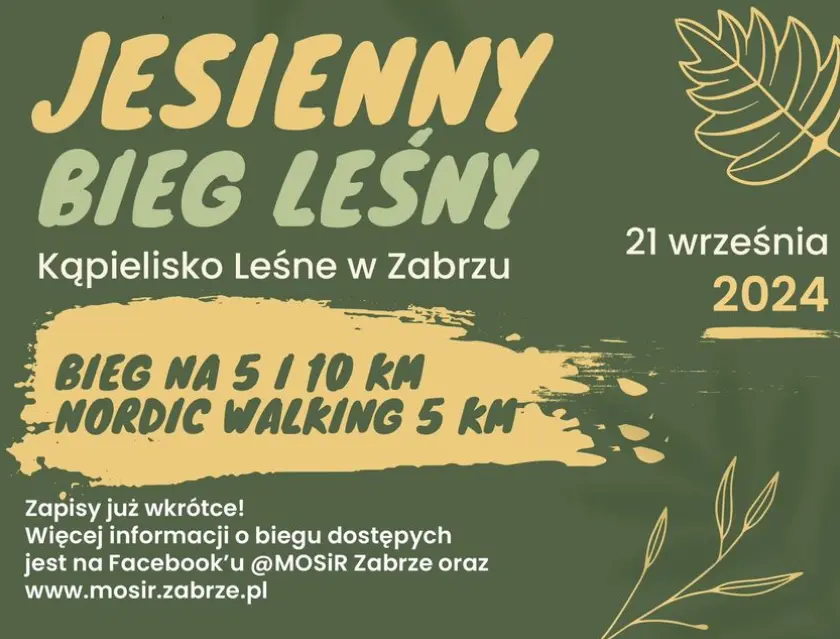 JESIENNY
BIEG LEŚNY
Kąpielisko Leśne w Zabrzu
21 września
2024
BIEG NA 5 I 10 KM
NORDIC WALKING 5 KM
Zapisy już wkrótce!
Więcej informacji o biegu dostępych
jest na Facebook’u @MOSiR Zabrze oraz
www.mosir.zabrze.pl